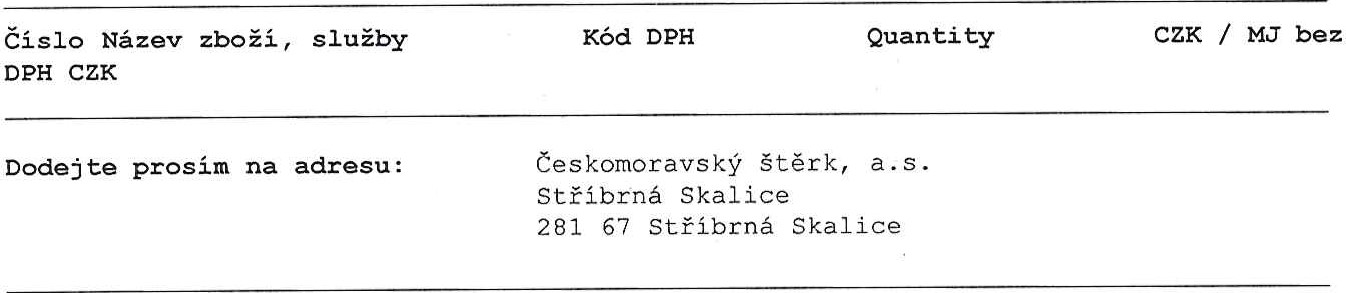 Číslo Název zboží, služby Kód DPH Quantity CZK / MJ bez
DPH CZK
Dodejte prosím na adresu: Českomoravský štěrk, a.s.
Stříbrná Skalice
281 67 Stříbrná Skalice